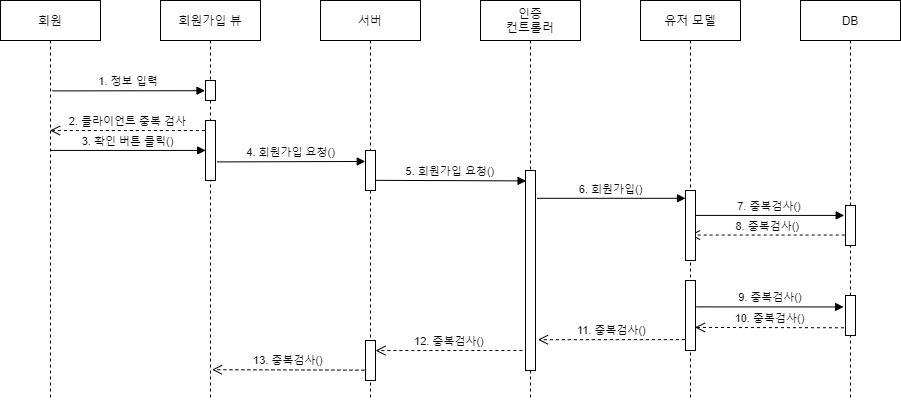 회원
회원가입 뷰
서버
인증
컨트롤러
유저 모델
DB
1. 정보 입력
2. 클라이언트 중복 검사
3. 확인 버튼 클릭()
4. 회원가입 요청()
5. 회원가입 요청()
6. 회원가입()
7. 중복검사()
8. 중복검사()
9. 중복검사()
10. 중복검사()
11. 중복검사()
12. 중복검사()
13. 중복검사()